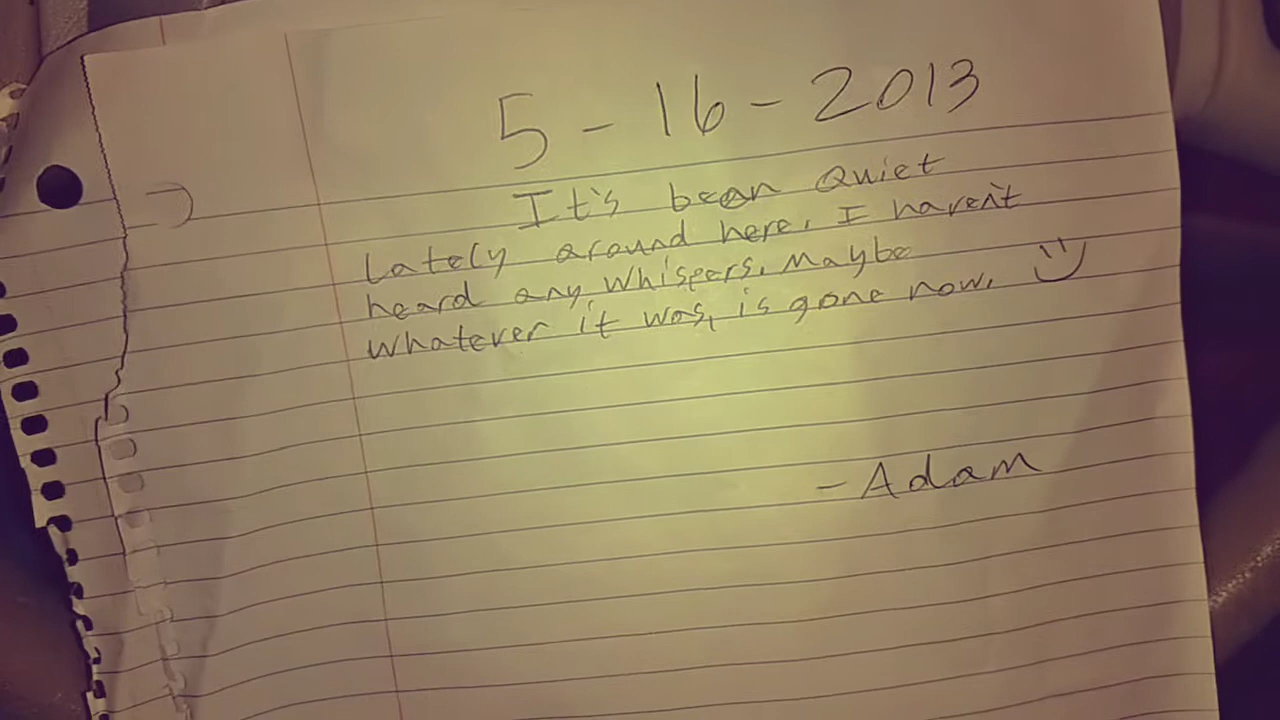 5-16-2013
It's been Quiet
Lately around here. I haven't
heard any whispers. Maybe
whatever it was, is gone now. :)
-Adam